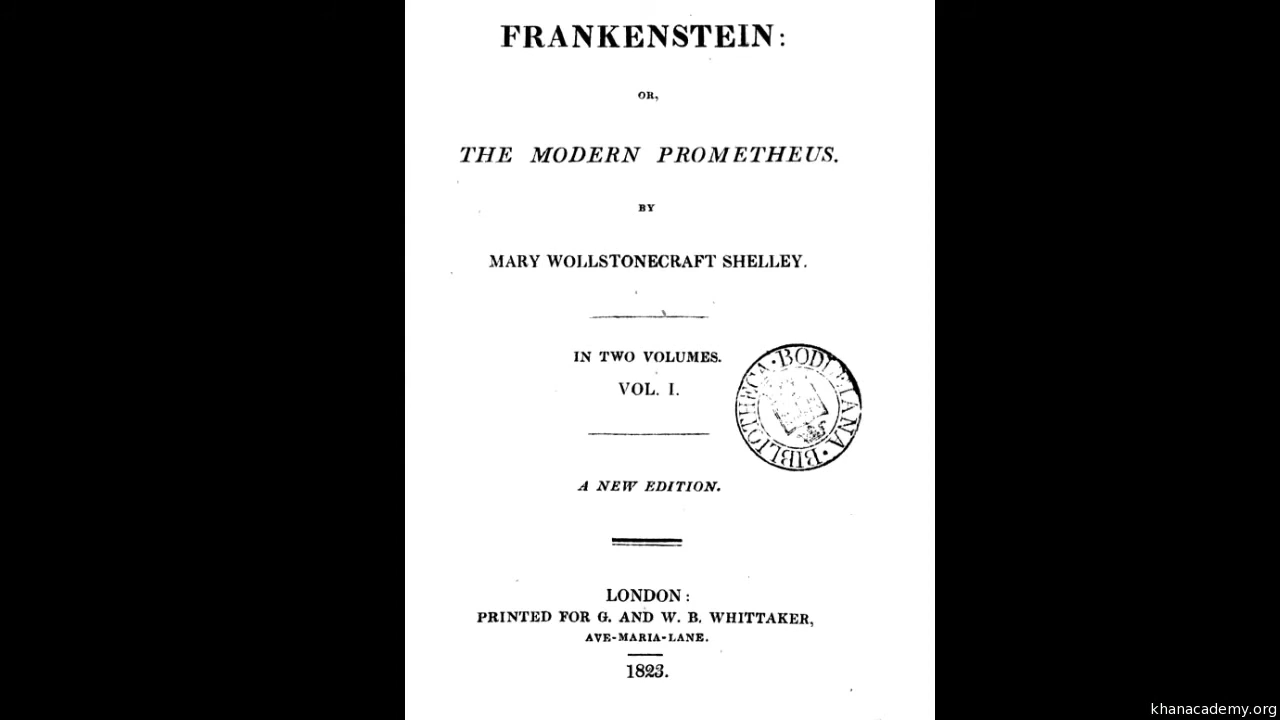 FRANKENSTEIN:
OR,
THE MODERN PROMETHEUS.
BY
MARY WOLLSTONECRAFT SHELLEY.
IN TWO VOLUMES.
VOL. I.
BIBLIOTHECA · BODLEIANA ·
A NEW EDITION.
LONDON:
PRINTED FOR G. AND W. B. WHITTAKER,
AVE-MARIA-LANE.
1823.
khanacademy.org